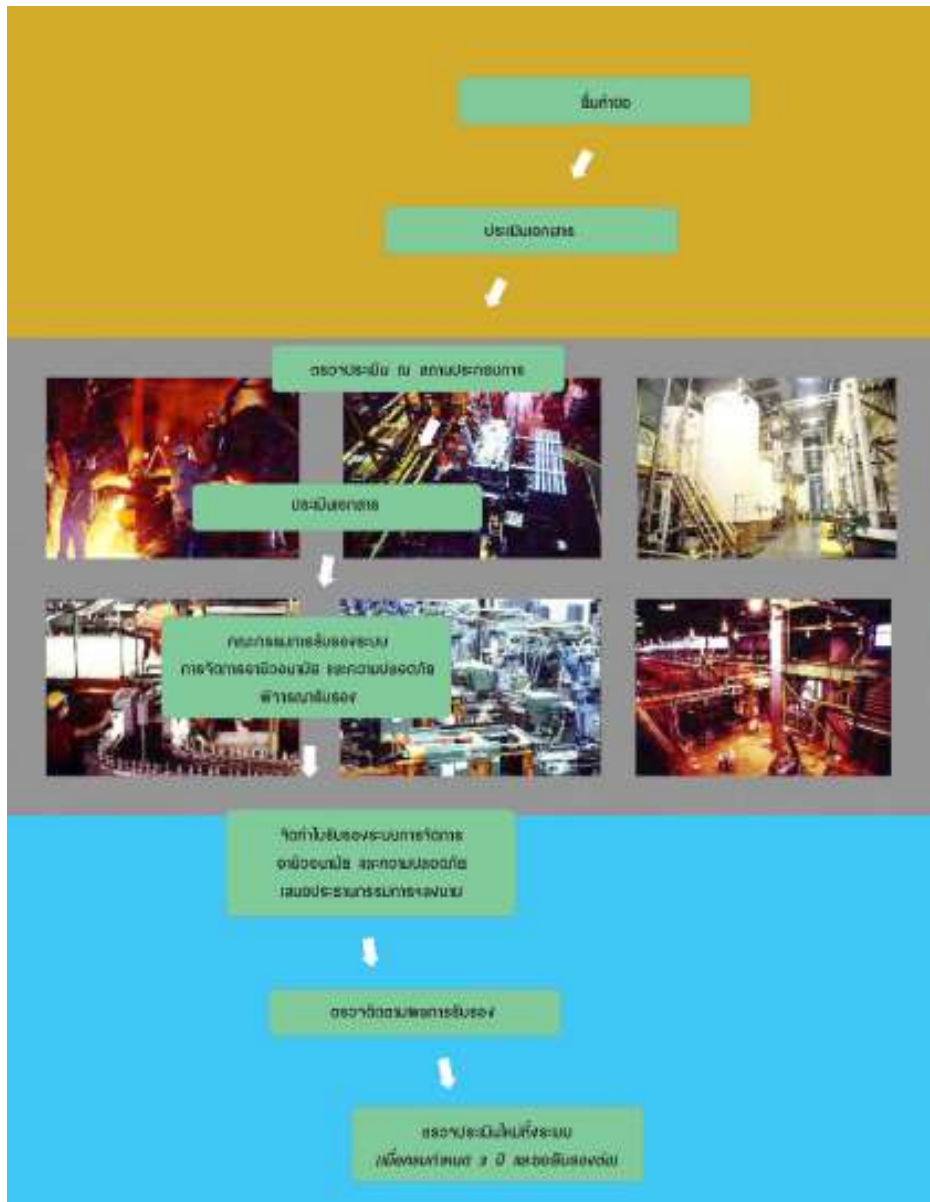 ยื่นคำขอ
ประเมินเอกสาร
ตรวจประเมิน ณ สถานประกอบการ
ประเมินเอกสาร
คณะกรรมการรับรองระบบ
การจัดการอาชีวอนามัย และความปลอดภัย
พิจารณารับรอง
จัดทำใบรับรองระบบการจัดการ
อาชีวอนามัย และความปลอดภัย
เสนอประธานกรรมการฯลงนาม
ตรวจติดตามผลการรับรอง
ตรวจประเมินใหม่ทั้งระบบ
(เมื่อครบกำหนด 3 ปี และขอรับรองต่อ)